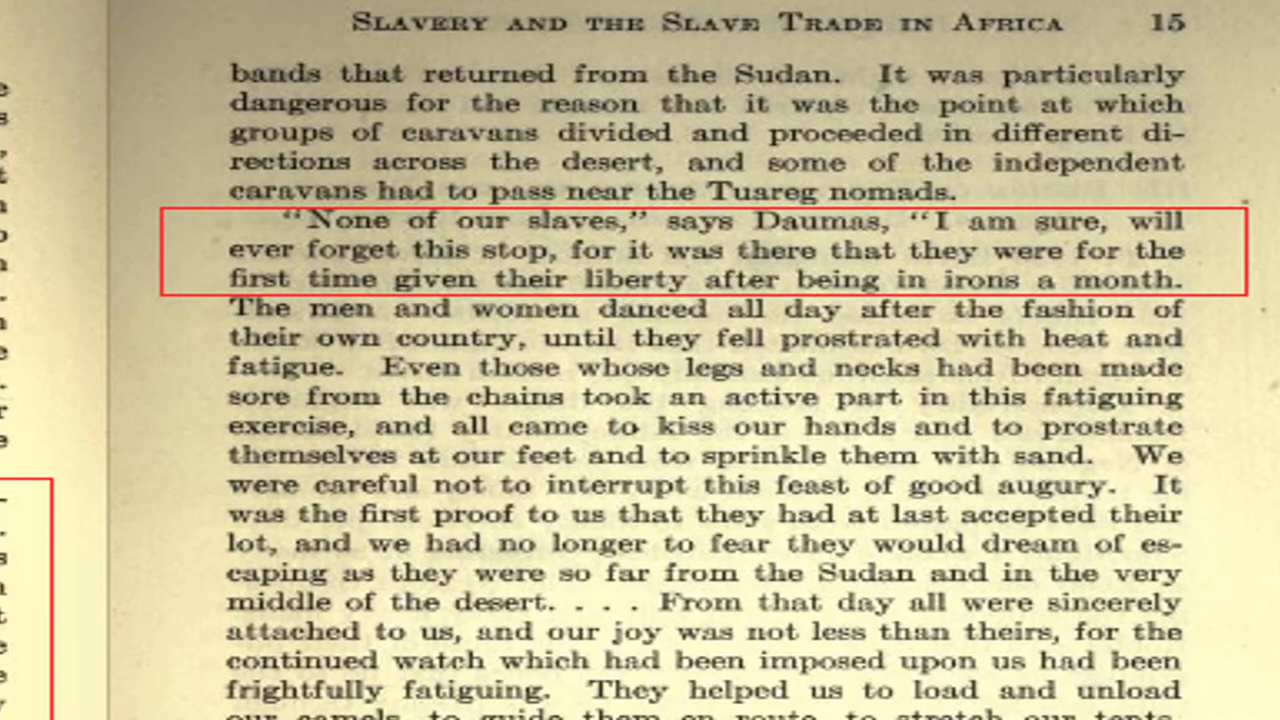 SLAVERY AND THE SLAVE TRADE IN AFRICA 15
bands that returned from the Sudan. It was particularly
dangerous for the reason that it was the point at which
groups of caravans divided and proceeded in different di-
rections across the desert, and some of the independent
caravans had to pass near the Tuareg nomads.
"None of our slaves," says Daumas, "I am sure, will
ever forget this stop, for it was there that they were for the
first time given their liberty after being in irons a month.
The men and women danced all day after the fashion of
their own country, until they fell prostrated with heat and
fatigue. Even those whose legs and necks had been made
sore from the chains took an active part in this fatiguing
exercise, and all came to kiss our hands and to prostrate
themselves at our feet and to sprinkle them with sand. We
were careful not to interrupt this feast of good augury. It
was the first proof to us that they had at last accepted their
lot, and we had no longer to fear they would dream of es-
caping as they were so far from the Sudan and in the very
middle of the desert. . . . From that day all were sincerely
attached to us, and our joy was not less than theirs, for the
continued watch which had been imposed upon us had been
frightfully fatiguing. They helped us to load and unload
our camels, to guide them en route, to stretch our tents,